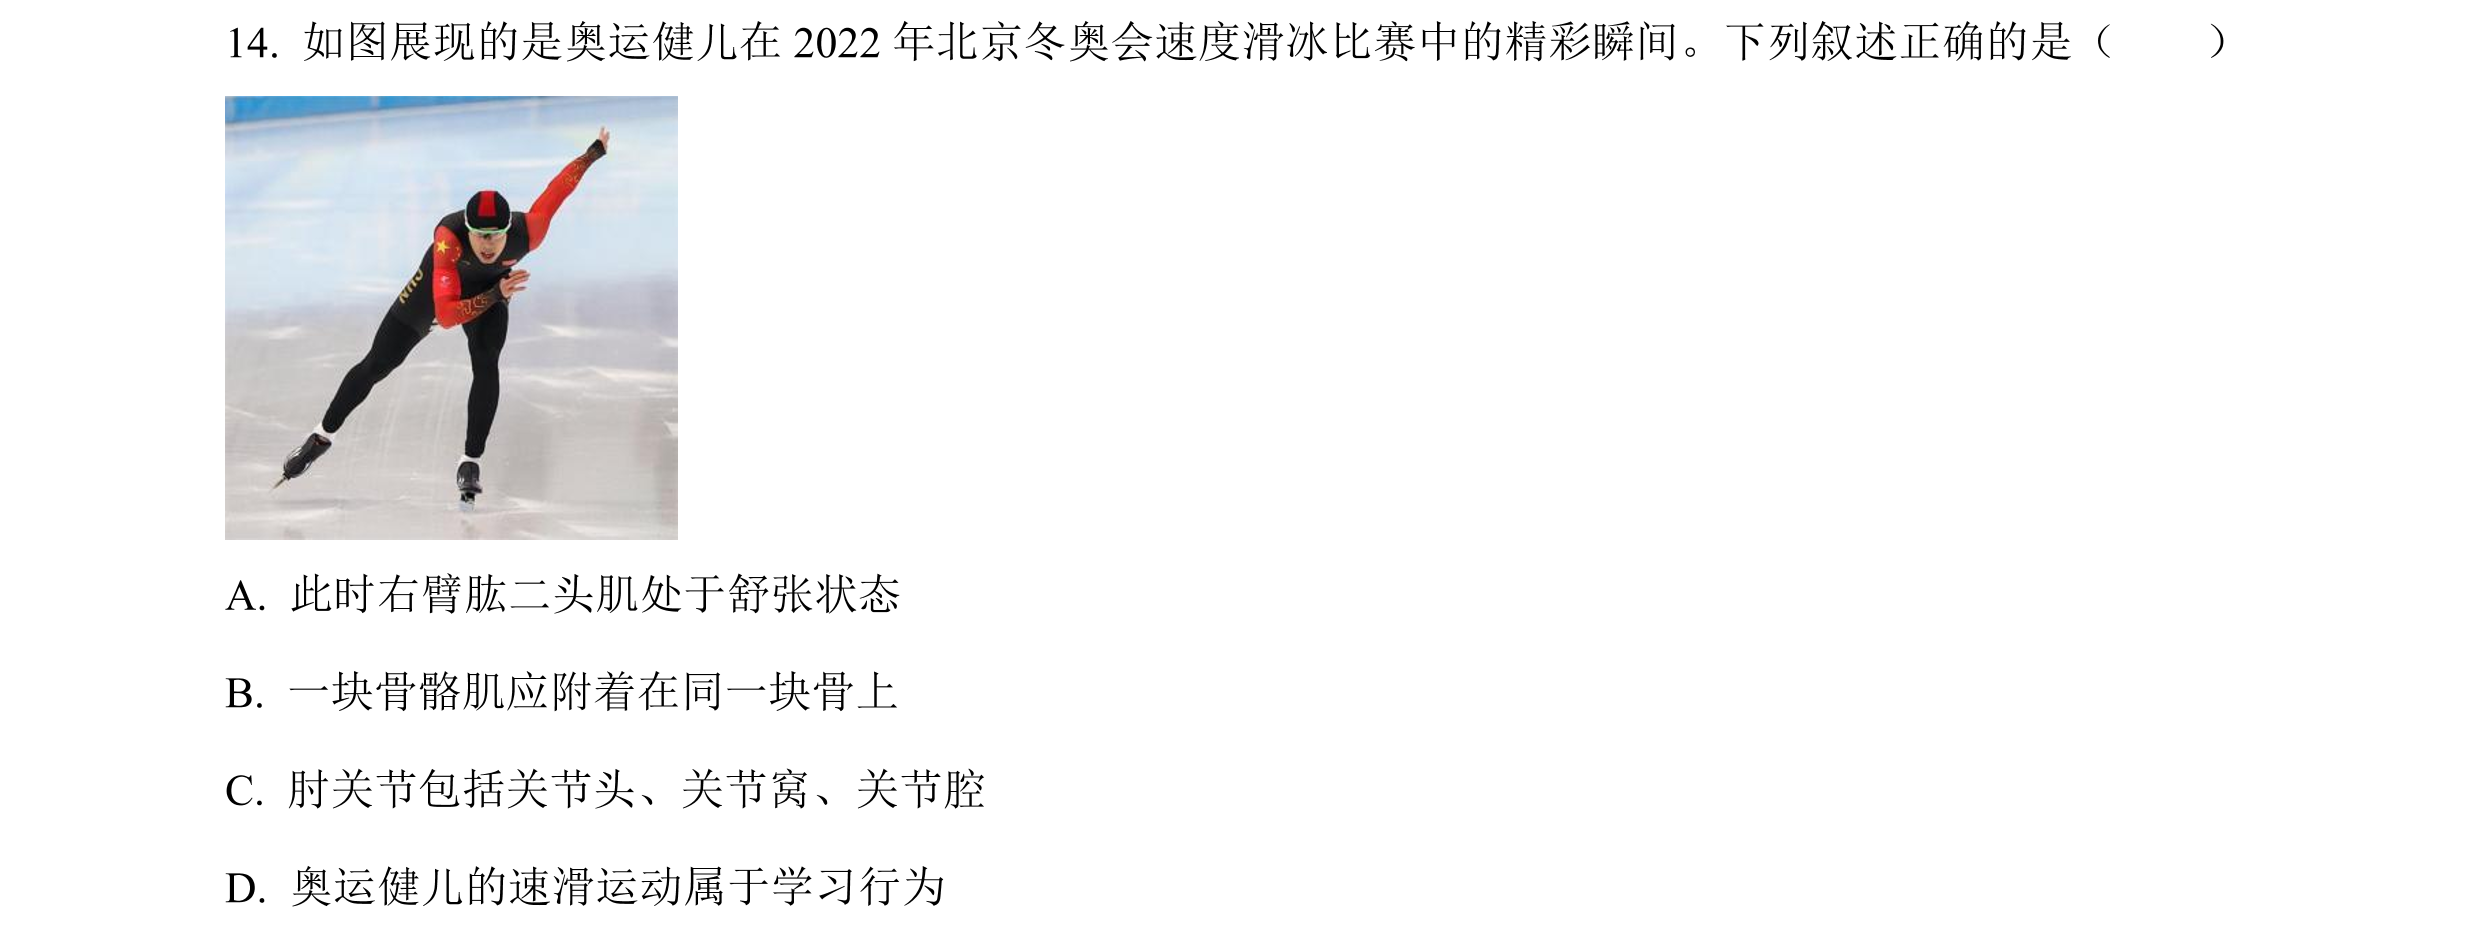 14. 如图展现的是奥运健儿在 2022 年北京冬奥会速度滑冰比赛中的精彩瞬间。下列叙述正确的是（　　）
CHN
A. 此时右臂肱二头肌处于舒张状态
B. 一块骨骼肌应附着在同一块骨上
C. 肘关节包括关节头、关节窝、关节腔
D. 奥运健儿的速滑运动属于学习行为